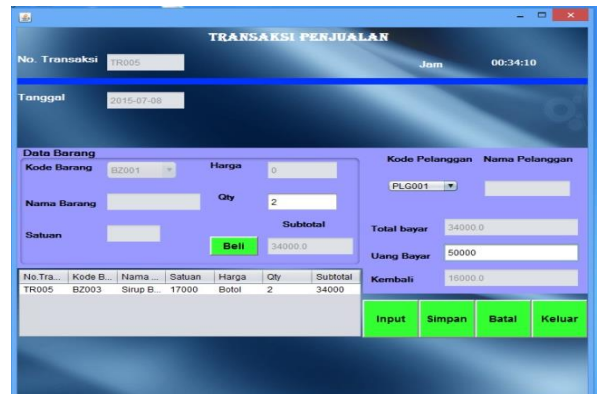 TRANSAKSI PENJUALAN
No. Transaksi TR005
Jam 00:34:10
Tanggal 2015-07-08
Data Barang
Kode Barang BZ001 Harga 0
Kode Pelanggan Nama Pelanggan
PLG001
Nama Barang Qty 2
Subtotal
Satuan Beli 34000.0
Total bayar 34000.0
Uang Bayar 50000
Kembali 16000.0
No.Tra... Kode B... Nama ... Satuan Harga Qty Subtotal
TR005 BZ003 Sirup B... 17000 Botol 2 34000
Input Simpan Batal Keluar